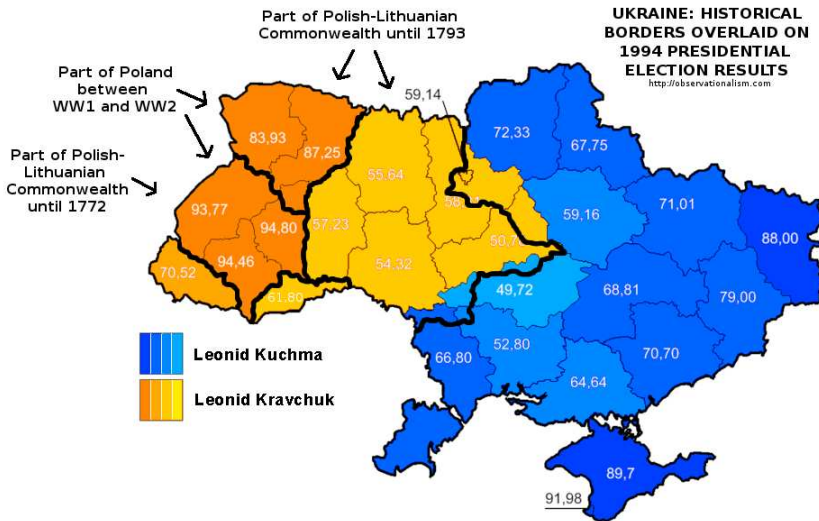 Part of Polish-Lithuanian
Commonwealth until 1793
UKRAINE: HISTORICAL
BORDERS OVERLAID ON
1994 PRESIDENTIAL
ELECTION RESULTS
http://observationalism.com
Part of Poland
between
WW1 and WW2
Part of Polish-
Lithuanian
Commonwealth
until 1772
59,14
83,93
87,25
72,33
67,75
55,64
58
93,77
94,80
57,23
59,16
71,01
88,00
50,70
70,52
94,46
54,32
61,80
49,72
68,81
79,00
66,80
52,80
70,70
64,64
Leonid Kuchma
Leonid Kravchuk
89,7
91,98